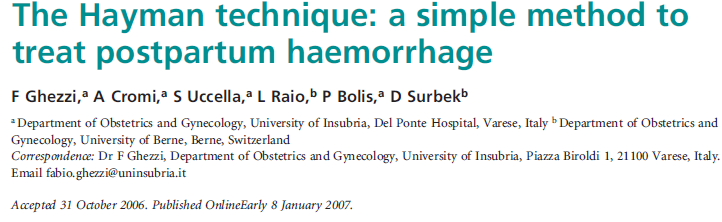 The Hayman technique: a simple method to
treat postpartum haemorrhage
F Ghezzi,a A Cromi,a S Uccella,a L Raio,b P Bolis,a D Surbekb
a Department of Obstetrics and Gynecology, University of Insubria, Del Ponte Hospital, Varese, Italy b Department of Obstetrics and
Gynecology, University of Berne, Berne, Switzerland
Correspondence: Dr F Ghezzi, Department of Obstetrics and Gynecology, University of Insubria, Piazza Biroldi 1, 21100 Varese, Italy.
Email fabio.ghezzi@uninsubria.it
Accepted 31 October 2006. Published OnlineEarly 8 January 2007.